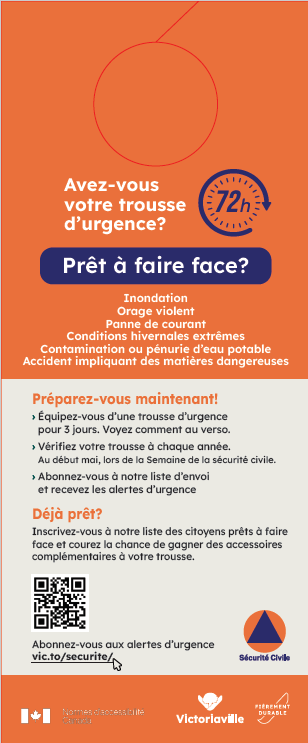 Avez-vous
votre trousse
d'urgence?
72h
Prêt à faire face?
Inondation
Orage violent
Panne de courant
Conditions hivernales extrêmes
Contamination ou pénurie d'eau potable
Accident impliquant des matières dangereuses
Préparez-vous maintenant!
› Équipez-vous d'une trousse d'urgence
pour 3 jours. Voyez comment au verso.
› Vérifiez votre trousse à chaque année.
Au début mai, lors de la Semaine de la sécurité civile.
› Abonnez-vous à notre liste d'envoi
et recevez les alertes d'urgence
Déjà prêt?
Inscrivez-vous à notre liste des citoyens prêts à faire
face et courez la chance de gagner des accessoires
complémentaires à votre trousse.
Abonnez-vous aux alertes d'urgence
vic.to/securite/
Sécurité Civile
Normes d'accessibilité
Canada
Victoriaville
FIÈREMENT
DURABLE